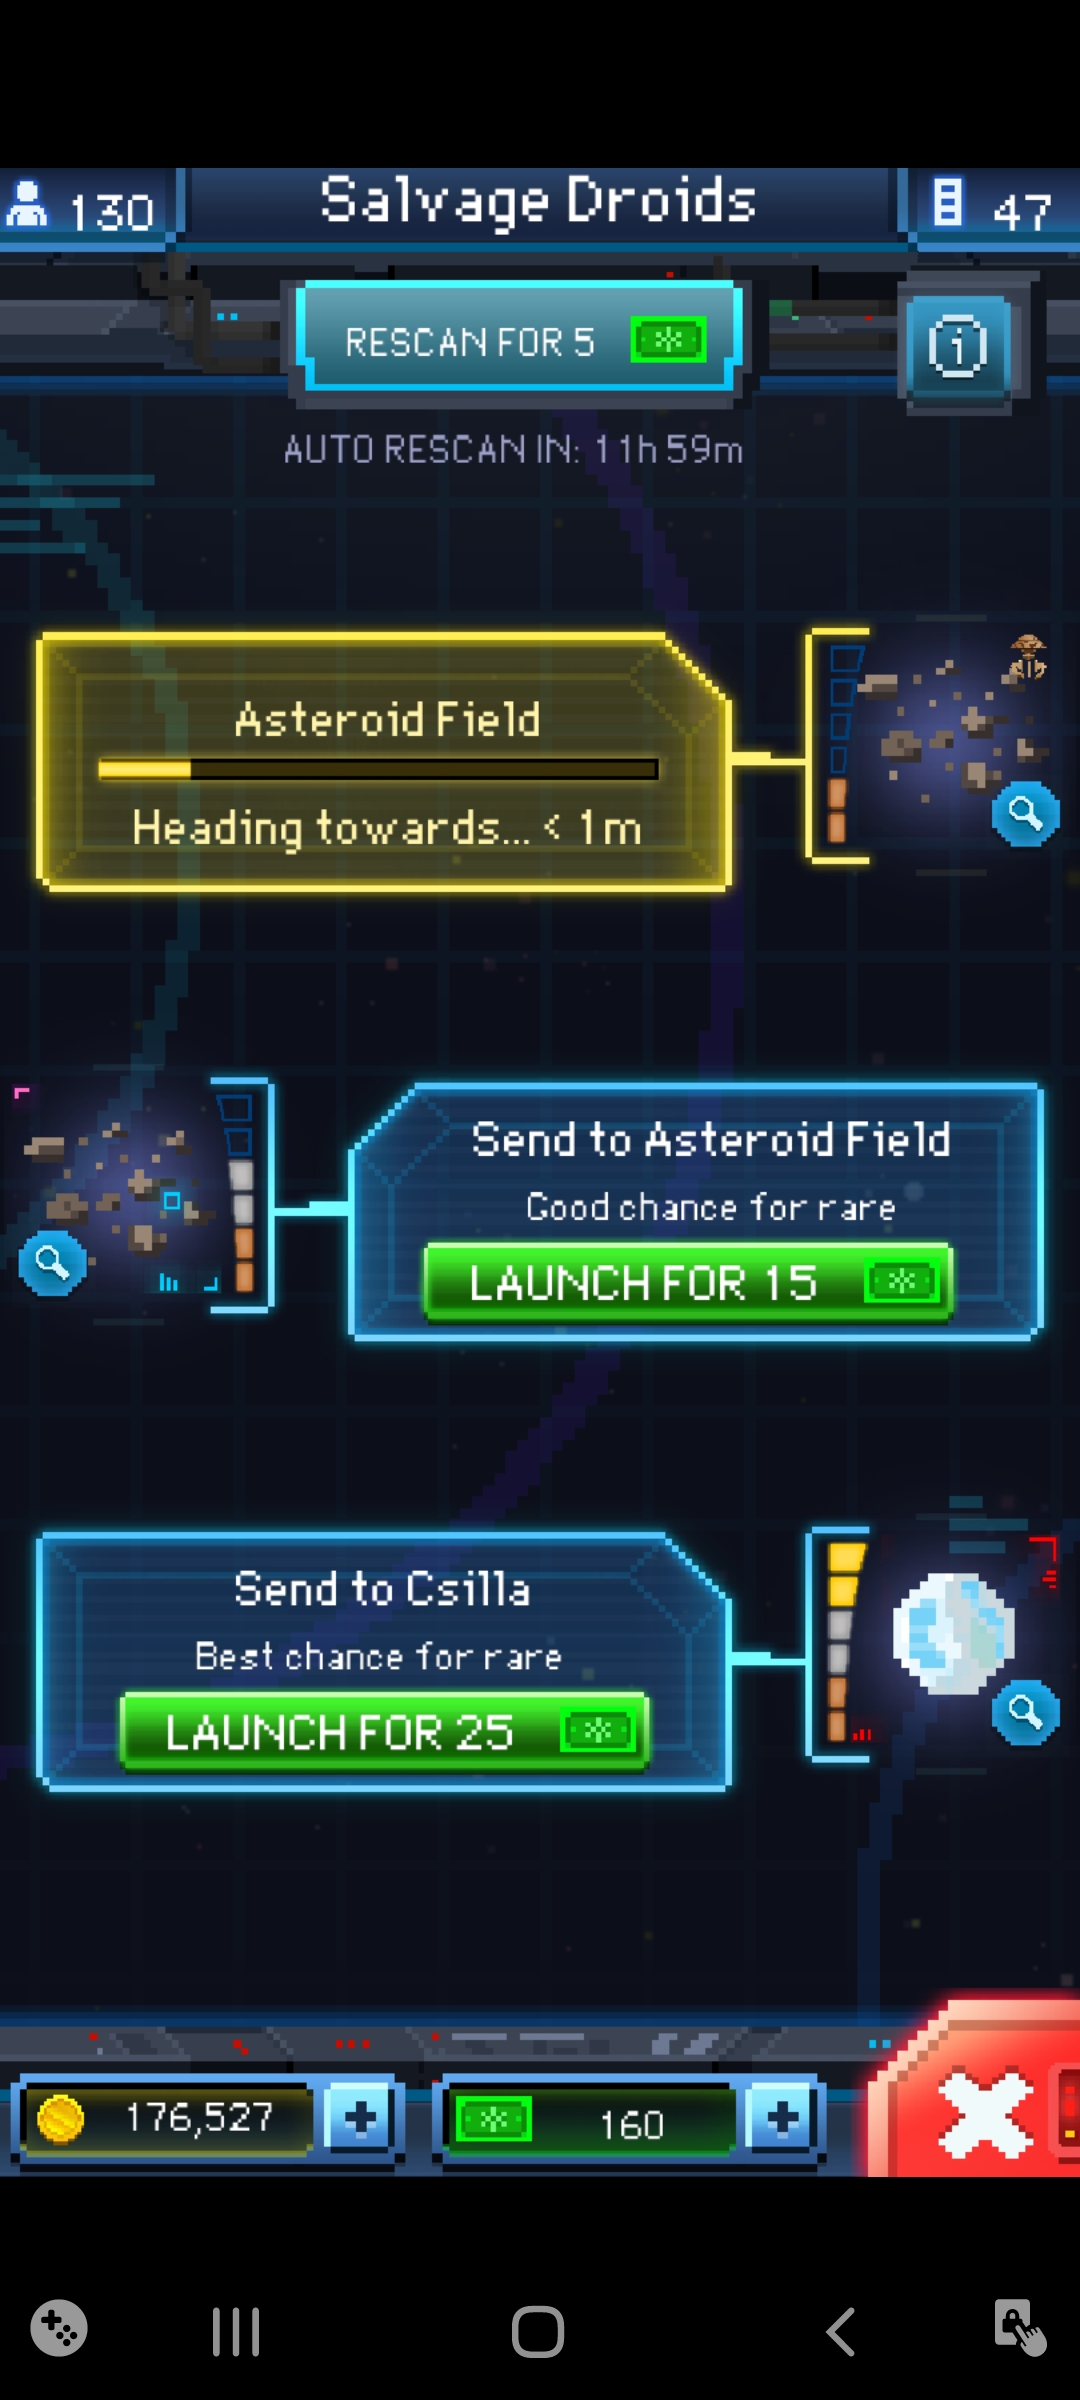 130
Salvage Droids
47
RESCAN FOR 5
AUTO RESCAN IN: 11h 59m
Asteroid Field
Heading towards... < 1m
Send to Asteroid Field
Good chance for rare
LAUNCH FOR 15
Send to Csilla
Best chance for rare
LAUNCH FOR 25
176,527
160